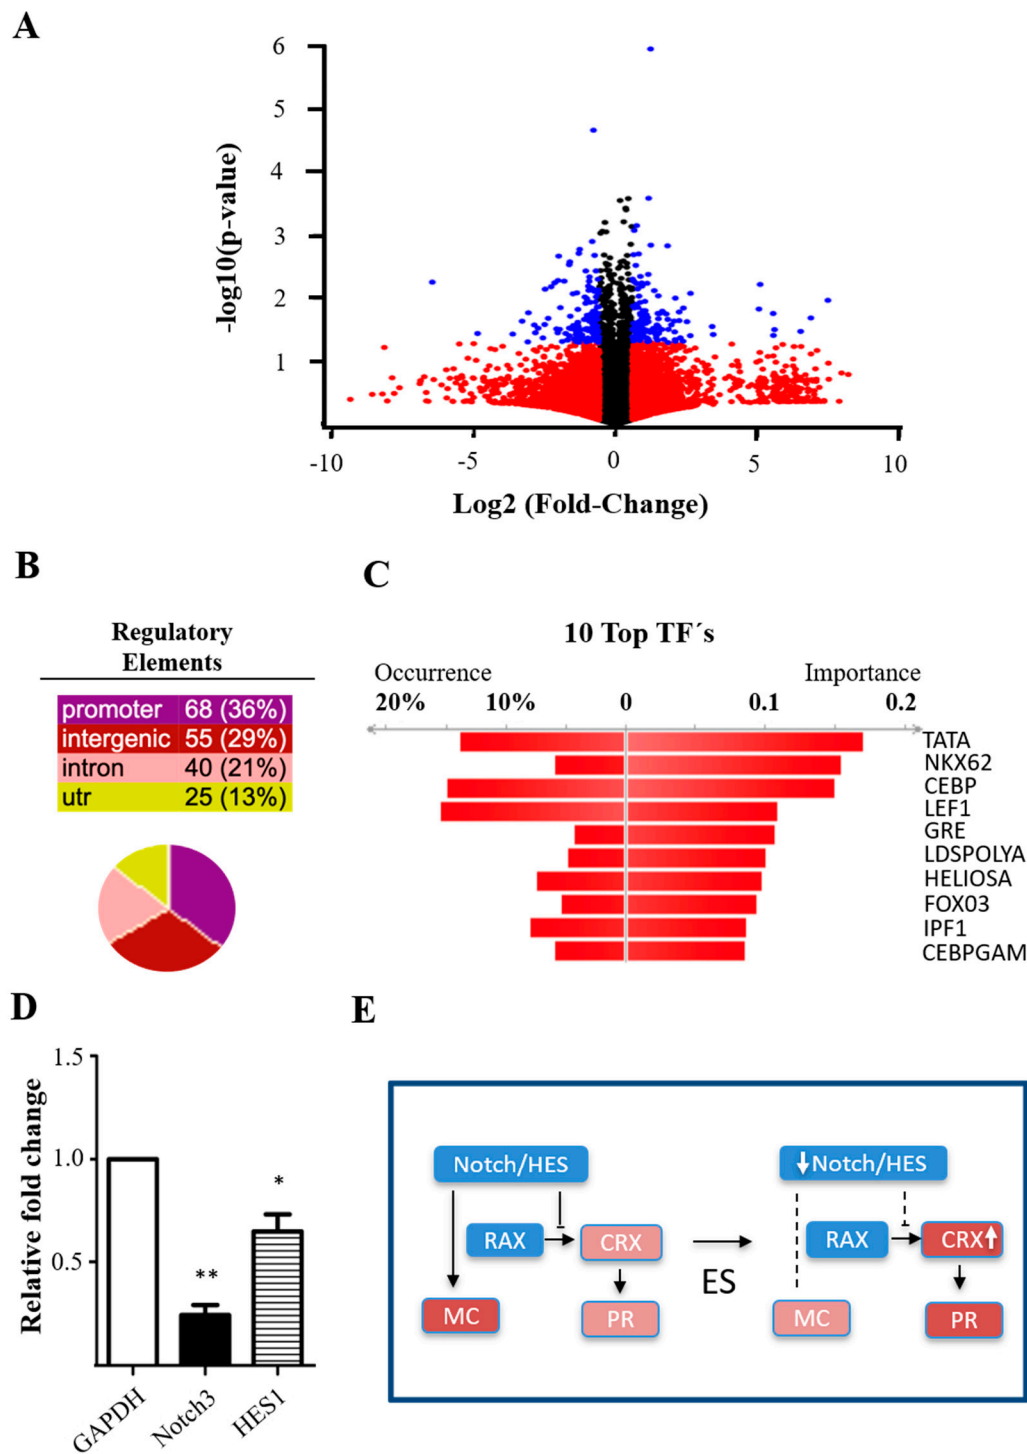 A
6
5
4
3
2
1
-log10(p-value)
-10 -5 0 5 10
Log2 (Fold-Change)
B
Regulatory
Elements
promoter 68 (36%)
intergenic 55 (29%)
intron 40 (21%)
utr 25 (13%)
C
10 Top TF´s
Occurrence Importance
20% 10% 0 0.1 0.2
TATA
NKX62
CEBP
LEF1
GRE
LDSPOLYA
HELIOSA
FOX03
IPF1
CEBPGAM
D
1.5
1.0
0.5
Relative fold change
**
*
GAPDH
Notch3
HES1
E
Notch/HES
RAX
CRX
MC
PR
ES
Notch/HES
RAX
CRX
MC
PR